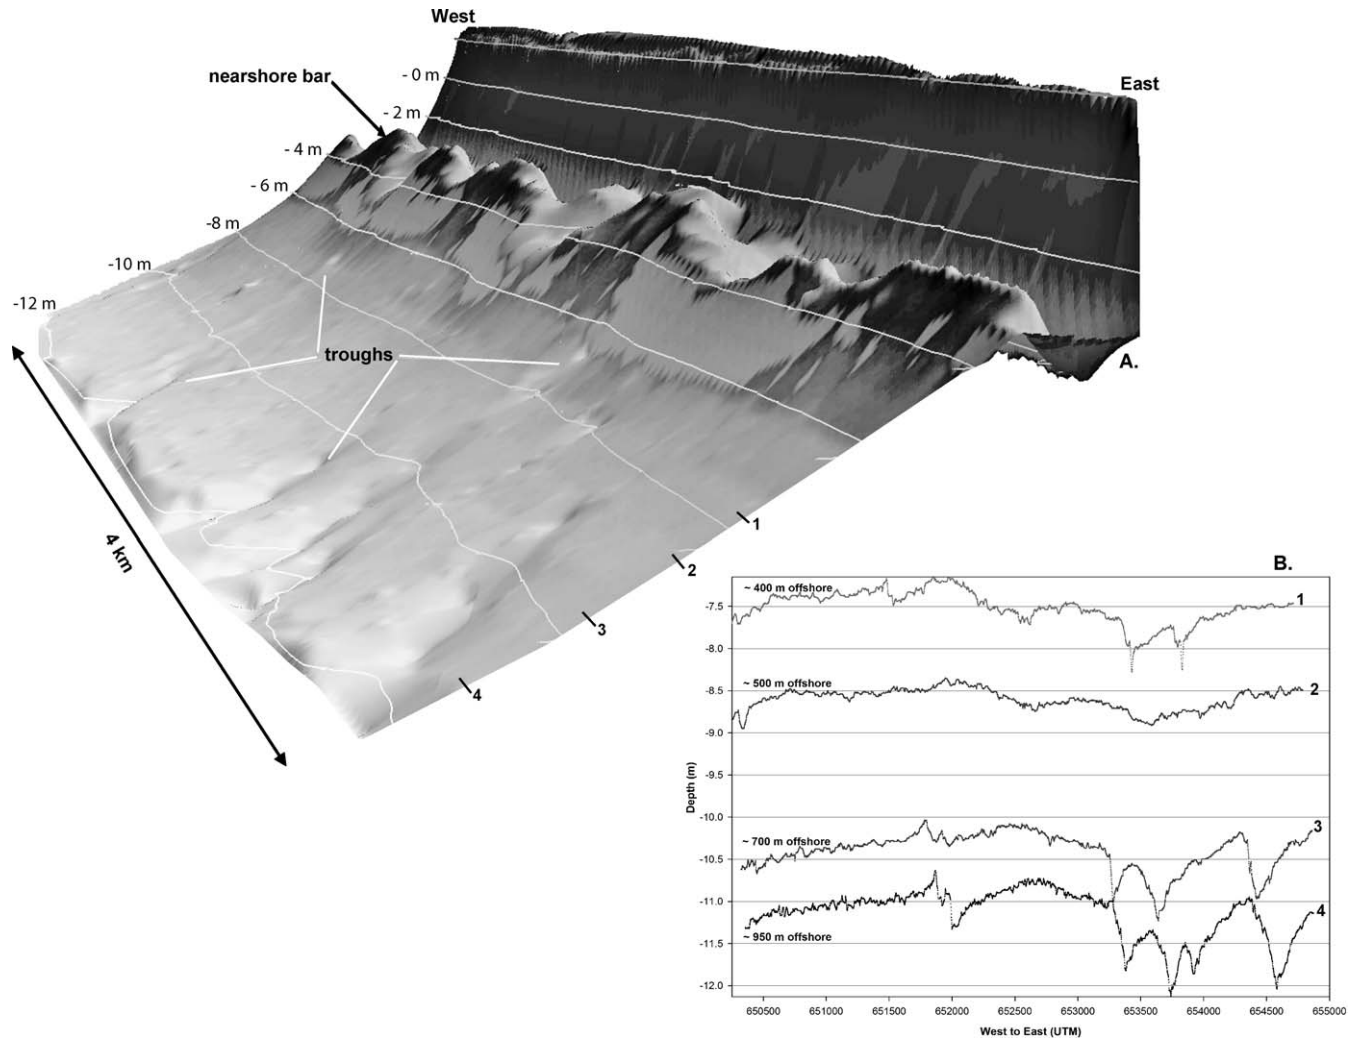 West
nearshore bar
East
- 0 m
- 2 m
- 4 m
- 6 m
-8 m
-10 m
-12 m
troughs
A.
4 km
1
2
3
4
B.
~ 400 m offshore
1
-7.5
-8.0
~ 500 m offshore
2
-8.5
-9.0
-9.5
Depth (m)
-10.0
~ 700 m offshore
3
-10.5
-11.0
4
~ 950 m offshore
-11.5
-12.0
650500 651000 651500 652000 652500 653000 653500 654000 654500 655000
West to East (UTM)